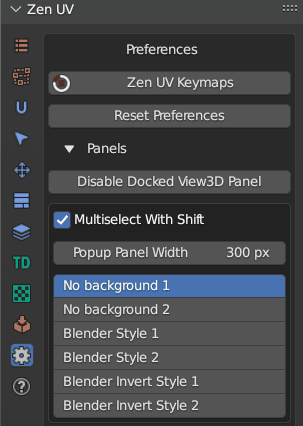 Zen UV
Preferences
Zen UV Keymaps
Reset Preferences
Panels
Disable Docked View3D Panel
Multiselect With Shift
Popup Panel Width 300 px
No background 1
No background 2
Blender Style 1
TD
Blender Style 2
Blender Invert Style 1
Blender Invert Style 2